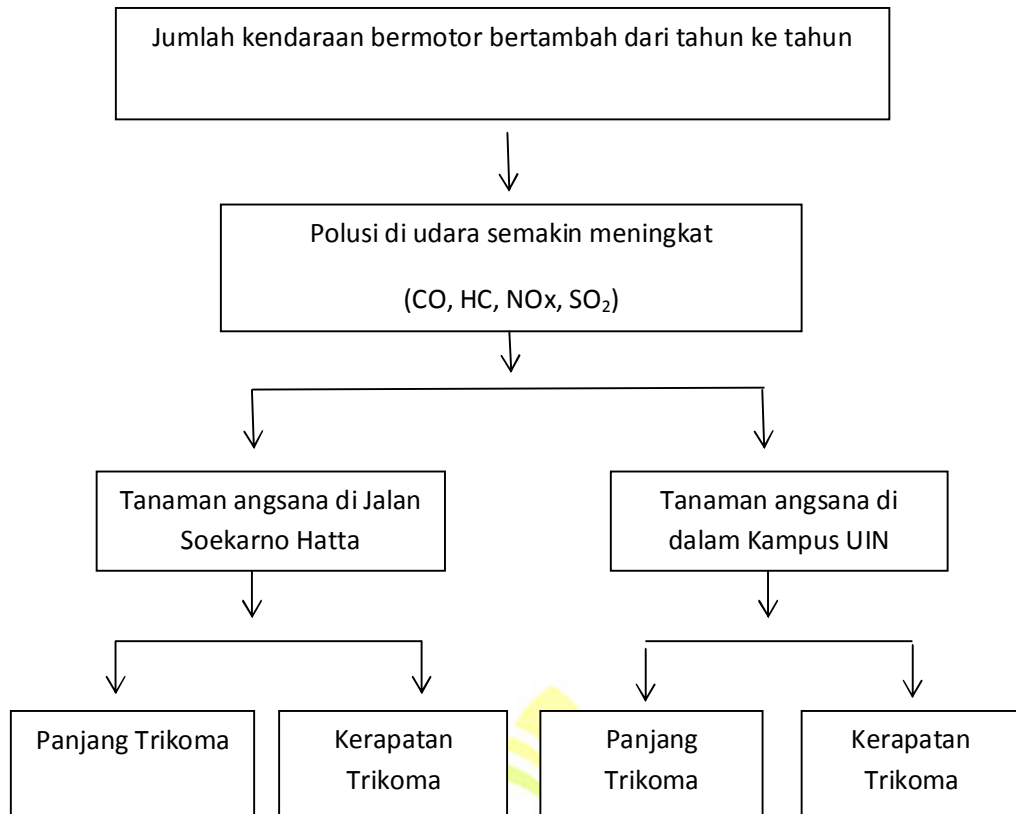 Jumlah kendaraan bermotor bertambah dari tahun ke tahun
Polusi di udara semakin meningkat
(CO, HC, NOx, SO₂)
Tanaman angsana di Jalan
Soekarno Hatta
Tanaman angsana di
dalam Kampus UIN
Panjang Trikoma
Kerapatan
Trikoma
Panjang
Trikoma
Kerapatan
Trikoma